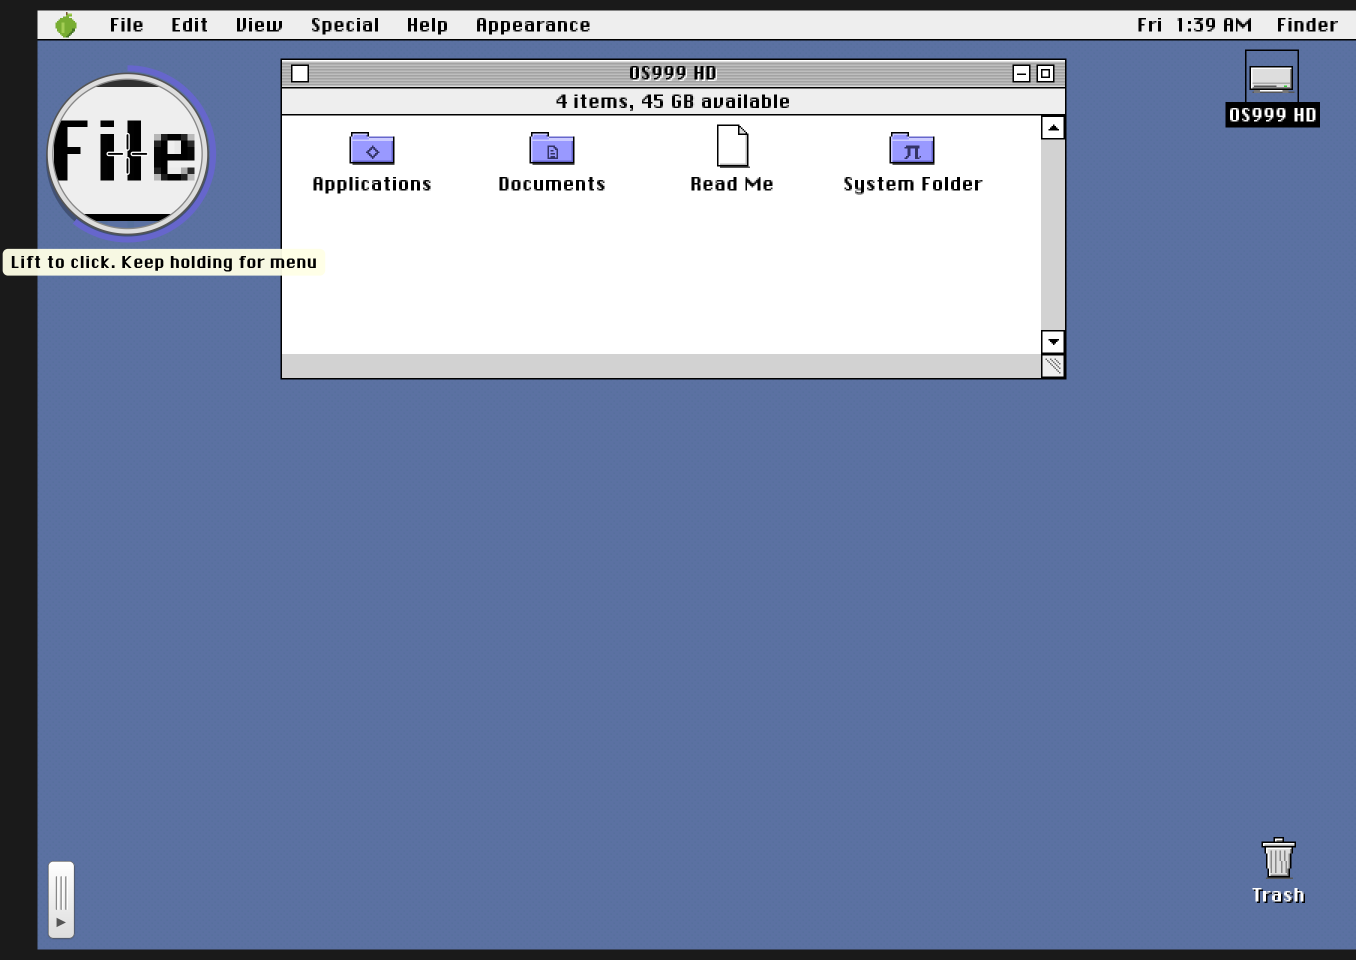 File Edit View Special Help Appearance Fri 1:39 AM Finder
OS999 HD
4 items, 45 GB available
OS999 HD
File
Applications Documents Read Me System Folder
Lift to click. Keep holding for menu
Trash